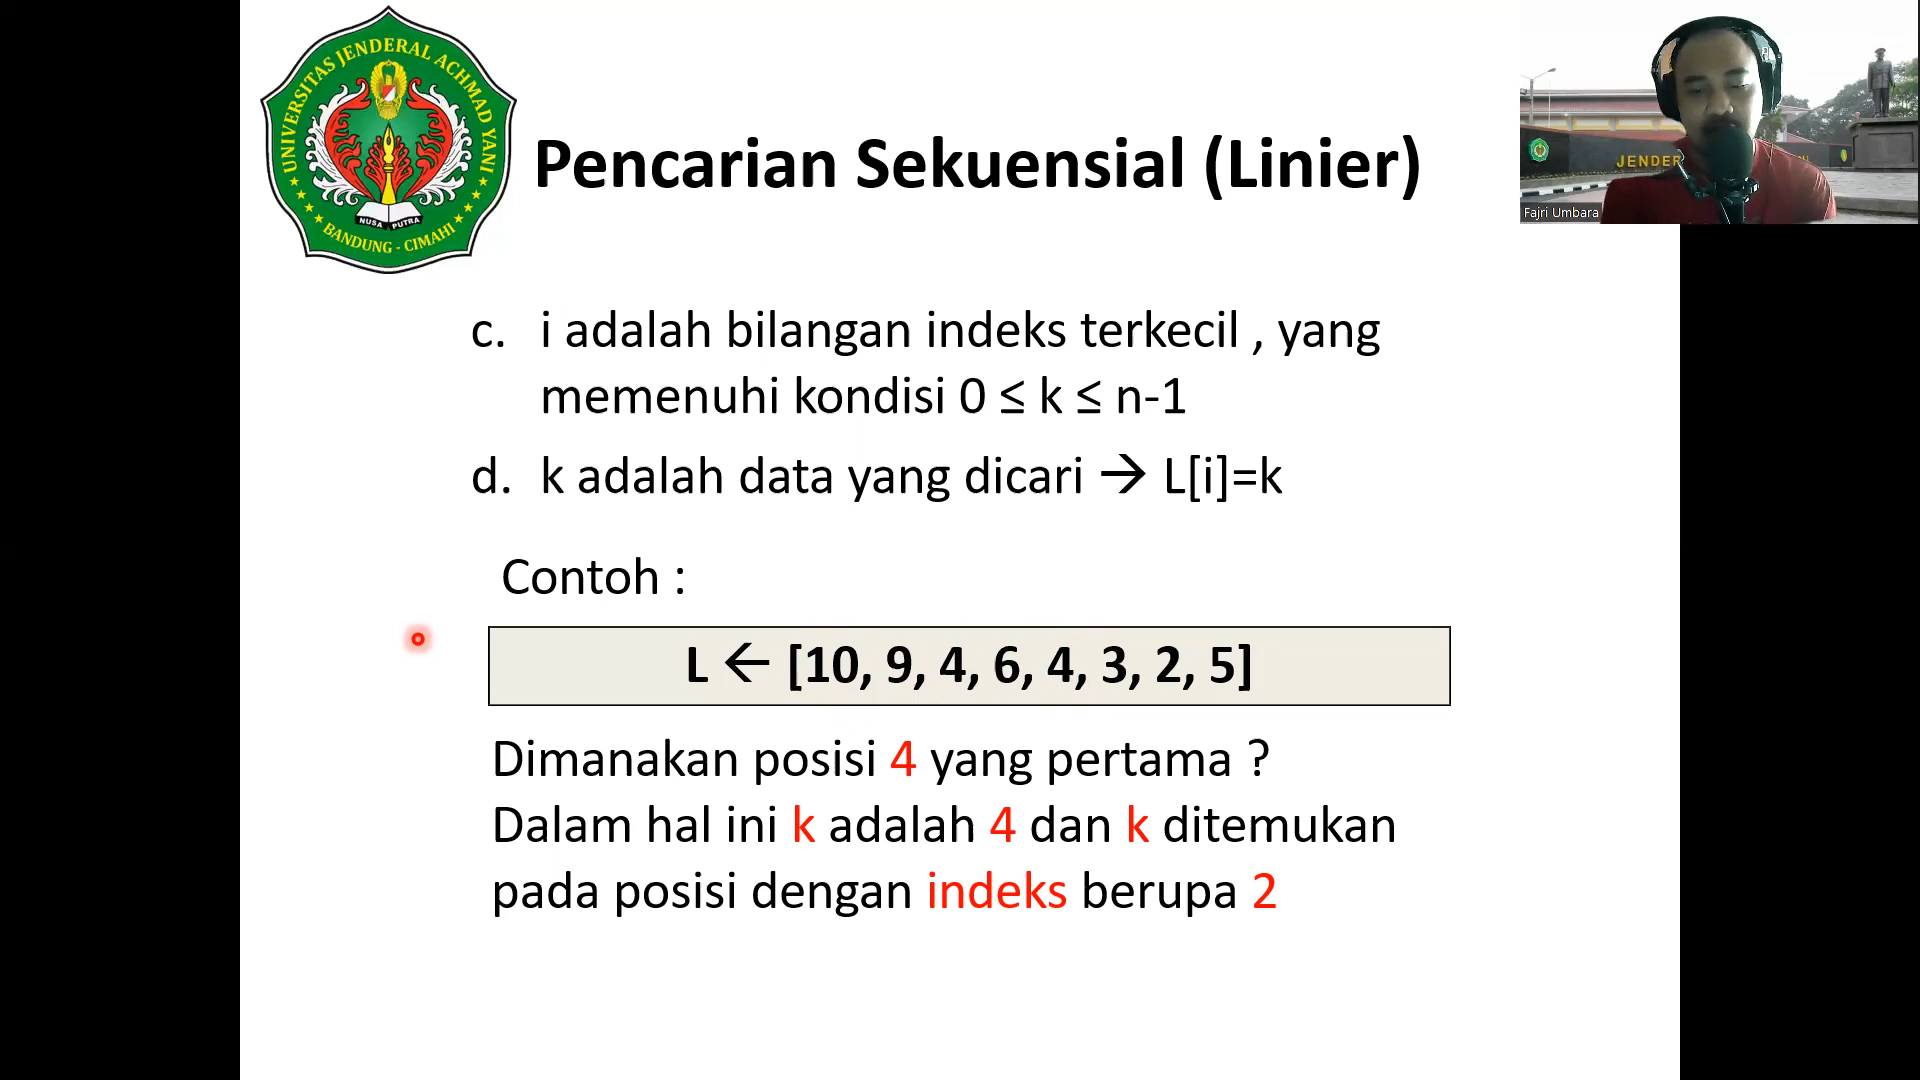 UNIVERSITAS JENDERAL ACHMAD YANI
NUSA PUTRA
BANDUNG - CIMAHI
Pencarian Sekuensial (Linier)
JENDER
Fajri Umbara
c. i adalah bilangan indeks terkecil , yang
memenuhi kondisi 0 ≤ k ≤ n-1
d. k adalah data yang dicari → L[i]=k
Contoh :
L ← [10, 9, 4, 6, 4, 3, 2, 5]
Dimanakan posisi 4 yang pertama ?
Dalam hal ini k adalah 4 dan k ditemukan
pada posisi dengan indeks berupa 2